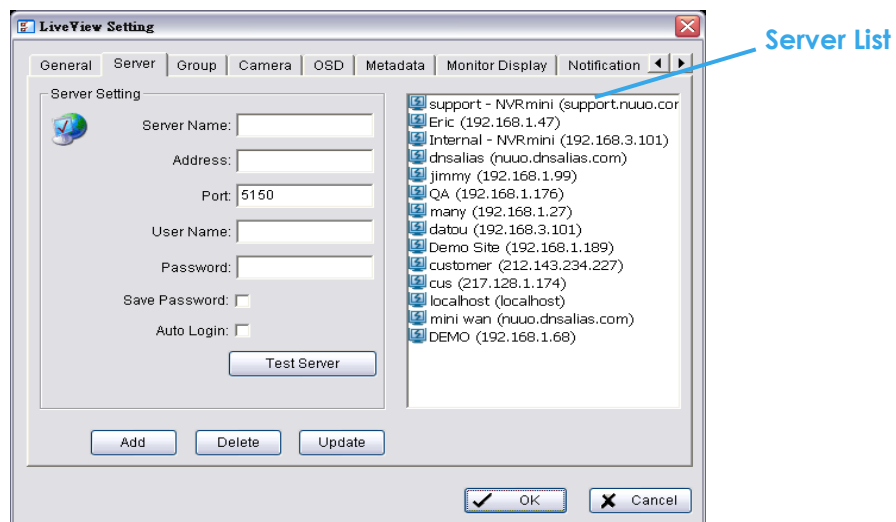 LiveView Setting
Server List
General Server Group Camera OSD Metadata Monitor Display Notification
Server Setting
Server Name:
Address:
Port: 5150
User Name:
Password:
Save Password:
Auto Login:
Test Server
support - NVRmini (support.nuuo.cor
Eric (192.168.1.47)
Internal - NVRmini (192.168.3.101)
dnsalias (nuuo.dnsalias.com)
jimmy (192.168.1.99)
QA (192.168.1.176)
many (192.168.1.27)
datou (192.168.3.101)
Demo Site (192.168.1.189)
customer (212.143.234.227)
cus (217.128.1.174)
localhost (localhost)
mini wan (nuuo.dnsalias.com)
DEMO (192.168.1.68)
Add Delete Update
OK Cancel